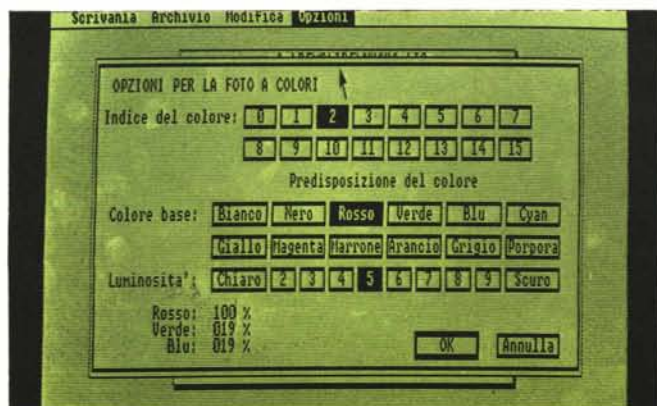 Scrivania Archivio Modifica Opzioni
OPZIONI PER LA FOTO A COLORI
Indice del colore: 0 1 2 3 4 5 6 7
8 9 10 11 12 13 14 15
Predisposizione del colore
Colore base: Bianco Nero Rosso Verde Blu Cyan
Giallo Magenta Marrone Arancio Grigio Porpora
Luminosita': Chiaro 2 3 4 5 6 7 8 9 Scuro
Rosso: 100 %
Verde: 019 %
Blu: 019 %
OK Annulla